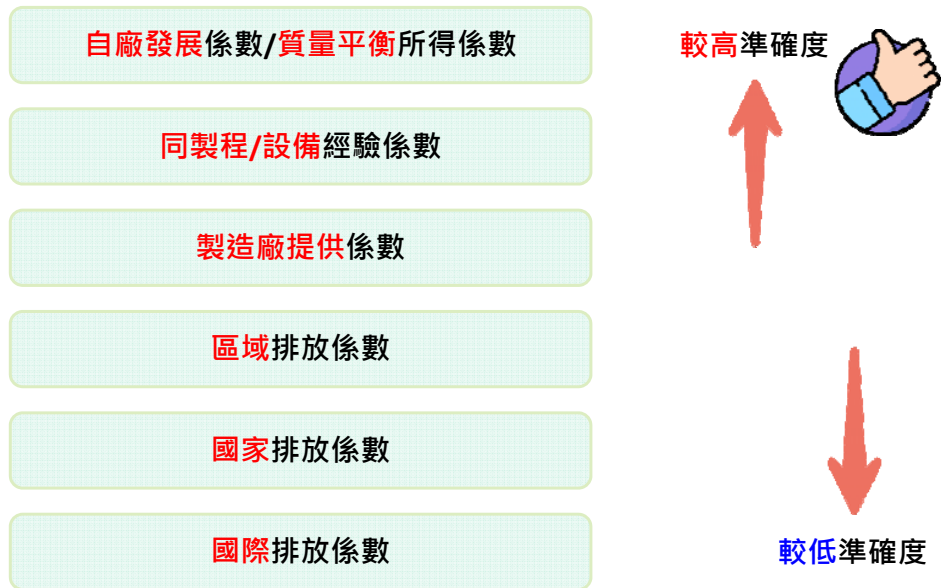 自廠發展係數/質量平衡所得係數
較高準確度
同製程/設備經驗係數
製造廠提供係數
區域排放係數
國家排放係數
國際排放係數
較低準確度